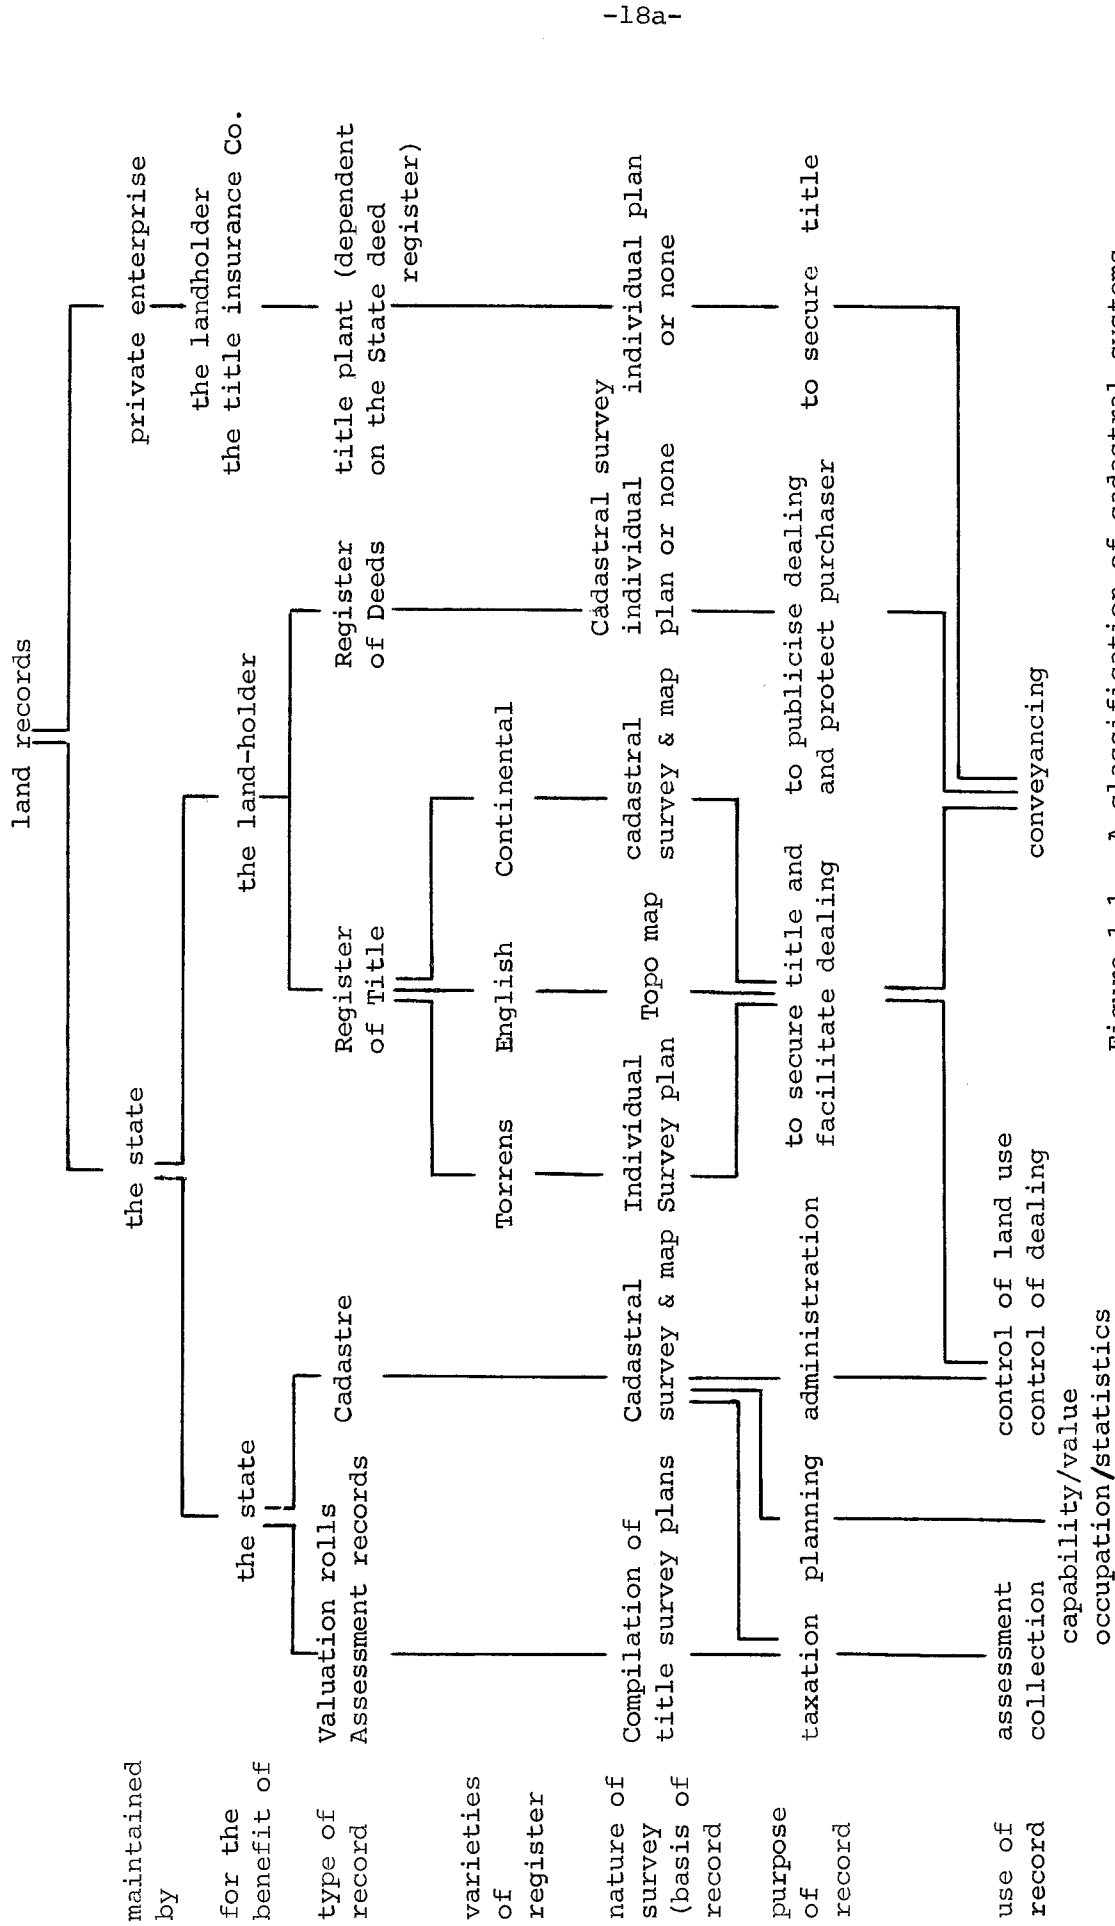 -18a-
land records
maintained
by
the state
private enterprise
for the
benefit of
the state
the land-holder
the landholder
the title insurance Co.
type of
record
Valuation rolls
Assessment records
Cadastre
Register
of Title
Register
of Deeds
title plant (dependent
on the State deed
register)
varieties
of
register
Torrens
English
Continental
nature of
survey
(basis of
record
Compilation of
title survey plans
Cadastral
survey & map
Individual
Survey plan
Topo map
cadastral
survey & map
Cadastral survey
individual
plan or none
individual plan
or none
purpose
of
record
taxation
planning
administration
to secure title and
facilitate dealing
to publicise dealing
and protect purchaser
to secure title
use of
record
assessment
collection
capability/value
occupation/statistics
control of land use
control of dealing
conveyancing
A classification of cadastral systems